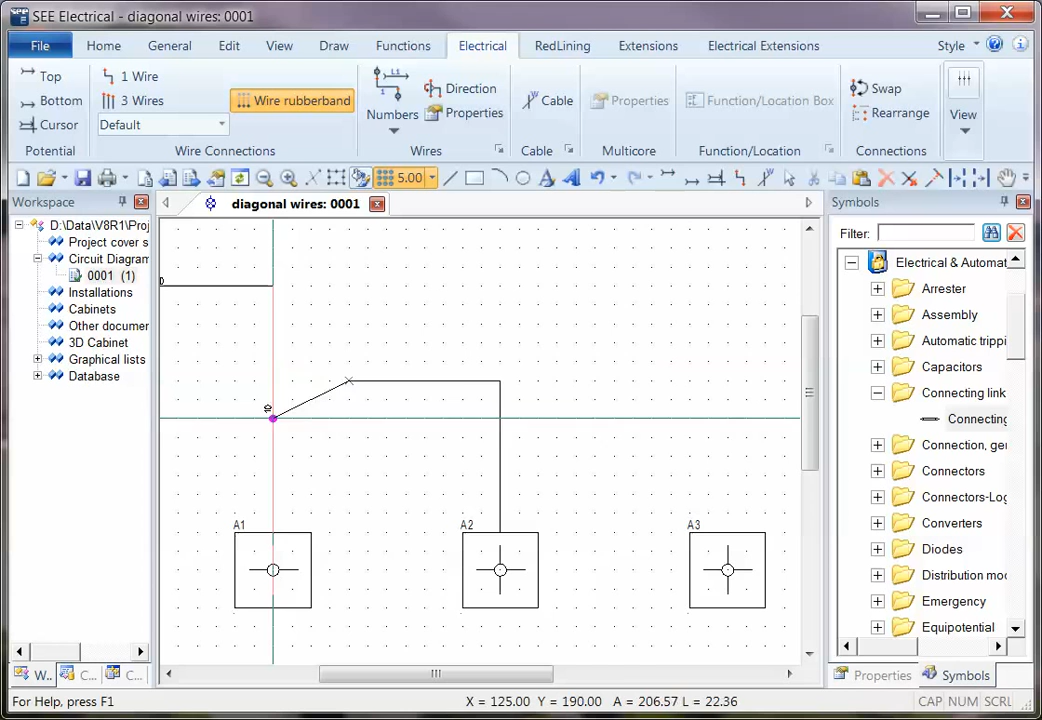 SEE Electrical - diagonal wires: 0001
File Home General Edit View Draw Functions Electrical RedLining Extensions Electrical Extensions Style
Top 1 Wire L1 Direction Swap
Bottom 3 Wires Wire rubberband Numbers Cable Properties Function/Location Box View
Cursor Default Properties Rearrange
Potential Wire Connections Wires Cable Multicore Function/Location Connections
5.00
Workspace diagonal wires: 0001 Symbols
D:\Data\V8R1\Proj
Project cover s
Circuit Diagram
0001 (1)
Installations
Cabinets
Other documer
3D Cabinet
Graphical lists
Database
A1 A2 A3
Filter:
Electrical & Automat
Arrester
Assembly
Automatic trippi
Capacitors
Connecting link
Connecting
Connection, ge
Connectors
Connectors-Log
Converters
Diodes
Distribution mod
Emergency
Equipotential
W... C... C... Properties Symbols
For Help, press F1 X = 125.00 Y = 190.00 A = 206.57 L = 22.36 CAP NUM SCRL